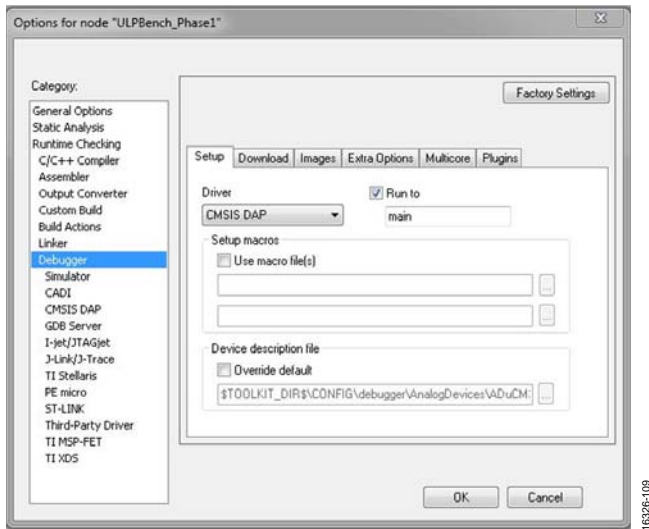 Options for node "ULPBench_Phase1"
Category:
General Options
Static Analysis
Runtime Checking
C/C++ Compiler
Assembler
Output Converter
Custom Build
Build Actions
Linker
Debugger
Simulator
CADI
CMSIS DAP
GDB Server
I-jet/JTAGjet
J-Link/J-Trace
TI Stellaris
PE micro
ST-LINK
Third-Party Driver
TI MSP-FET
TI XDS
Factory Settings
Setup Download Images Extra Options Multicore Plugins
Driver
CMSIS DAP
Run to
main
Setup macros
Use macro file(s)
...
...
Device description file
Override default
$TOOLKIT_DIR$\CONFIG\debugger\AnalogDevices\ADuCM:
...
OK Cancel
16326-109